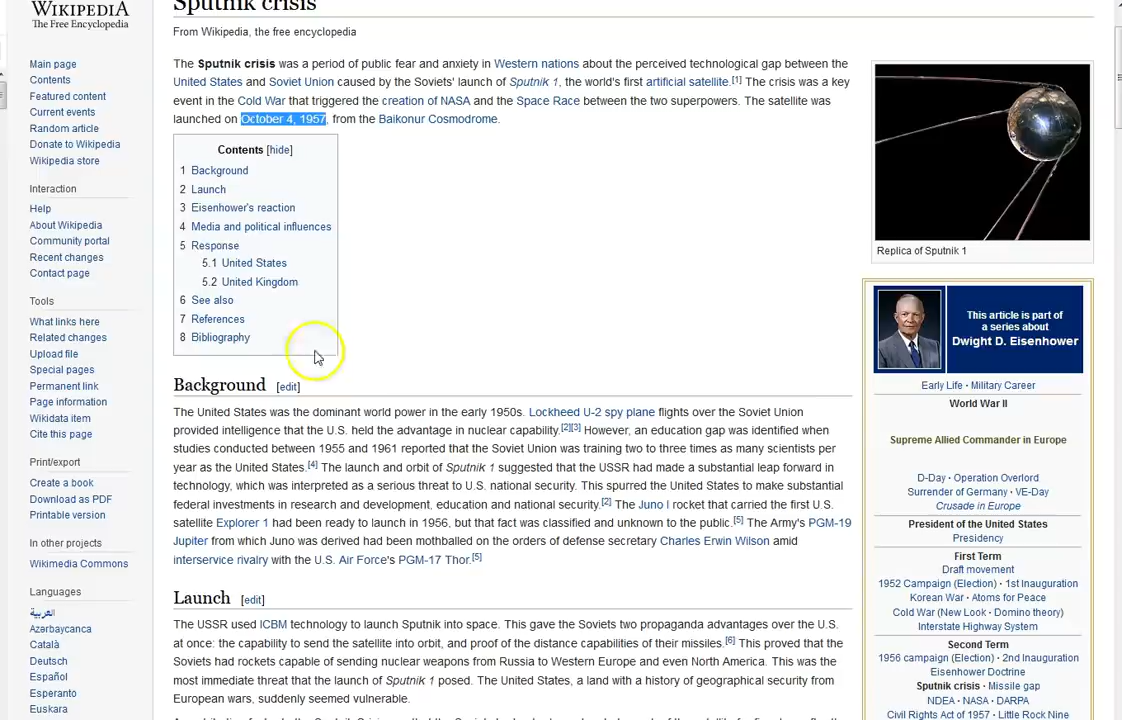 WIKIPEDIA
The Free Encyclopedia
Main page
Contents
Featured content
Current events
Random article
Donate to Wikipedia
Wikipedia store
Interaction
Help
About Wikipedia
Community portal
Recent changes
Contact page
Tools
What links here
Related changes
Upload file
Special pages
Permanent link
Page information
Wikidata item
Cite this page
Print/export
Create a book
Download as PDF
Printable version
In other projects
Wikimedia Commons
Languages
العربية
Azərbaycanca
Català
Deutsch
Español
Esperanto
Euskara
Sputnik crisis
From Wikipedia, the free encyclopedia
The Sputnik crisis was a period of public fear and anxiety in Western nations about the perceived technological gap between the
United States and Soviet Union caused by the Soviets' launch of Sputnik 1, the world's first artificial satellite.[1] The crisis was a key
event in the Cold War that triggered the creation of NASA and the Space Race between the two superpowers. The satellite was
launched on October 4, 1957, from the Baikonur Cosmodrome.
Contents [hide]
1 Background
2 Launch
3 Eisenhower's reaction
4 Media and political influences
5 Response
5.1 United States
5.2 United Kingdom
6 See also
7 References
8 Bibliography
Background [edit]
The United States was the dominant world power in the early 1950s. Lockheed U-2 spy plane flights over the Soviet Union
provided intelligence that the U.S. held the advantage in nuclear capability.[2][3] However, an education gap was identified when
studies conducted between 1955 and 1961 reported that the Soviet Union was training two to three times as many scientists per
year as the United States.[4] The launch and orbit of Sputnik 1 suggested that the USSR had made a substantial leap forward in
technology, which was interpreted as a serious threat to U.S. national security. This spurred the United States to make substantial
federal investments in research and development, education and national security.[2] The Juno I rocket that carried the first U.S.
satellite Explorer 1 had been ready to launch in 1956, but that fact was classified and unknown to the public.[5] The Army's PGM-19
Jupiter from which Juno was derived had been mothballed on the orders of defense secretary Charles Erwin Wilson amid
interservice rivalry with the U.S. Air Force's PGM-17 Thor.[5]
Launch [edit]
The USSR used ICBM technology to launch Sputnik into space. This gave the Soviets two propaganda advantages over the U.S.
at once: the capability to send the satellite into orbit, and proof of the distance capabilities of their missiles.[6] This proved that the
Soviets had rockets capable of sending nuclear weapons from Russia to Western Europe and even North America. This was the
most immediate threat that the launch of Sputnik 1 posed. The United States, a land with a history of geographical security from
European wars, suddenly seemed vulnerable.
Replica of Sputnik 1
This article is part of
a series about
Dwight D. Eisenhower
Early Life · Military Career
World War II
Supreme Allied Commander in Europe
D-Day · Operation Overlord
Surrender of Germany · VE-Day
Crusade in Europe
President of the United States
Presidency
First Term
Draft movement
1952 Campaign (Election) · 1st Inauguration
Korean War · Atoms for Peace
Cold War (New Look · Domino theory)
Interstate Highway System
Second Term
1956 campaign (Election) · 2nd Inauguration
Eisenhower Doctrine
Sputnik crisis · Missile gap
NDEA · NASA · DARPA
Civil Rights Act of 1957 · Little Rock Nine